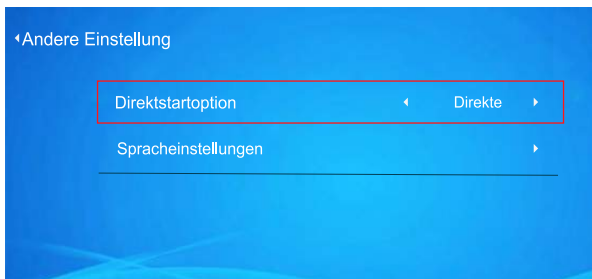 Andere Einstellung
Direktstartoption Direkte
Spracheinstellungen